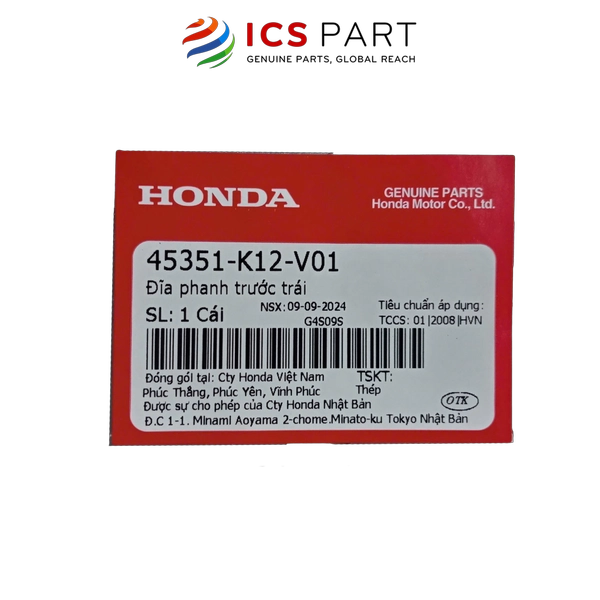 ICS PART
GENUINE PARTS, GLOBAL REACH
HONDA
GENUINE PARTS
Honda Motor Co., Ltd.
45351-K12-V01
Đĩa phanh trước trái
SL: 1 Cái
NSX: 09-09-2024
G4S09S
Tiêu chuẩn áp dụng:
TCCS: 01|2008|HVN
Đóng gói tại: Cty Honda Việt Nam
Phúc Thắng, Phúc Yên, Vĩnh Phúc
TSKT:
Thép
Được sự cho phép của Cty Honda Nhật Bản
Đ.C 1-1. Minami Aoyama 2-chome.Minato-ku Tokyo Nhật Bản
OTK